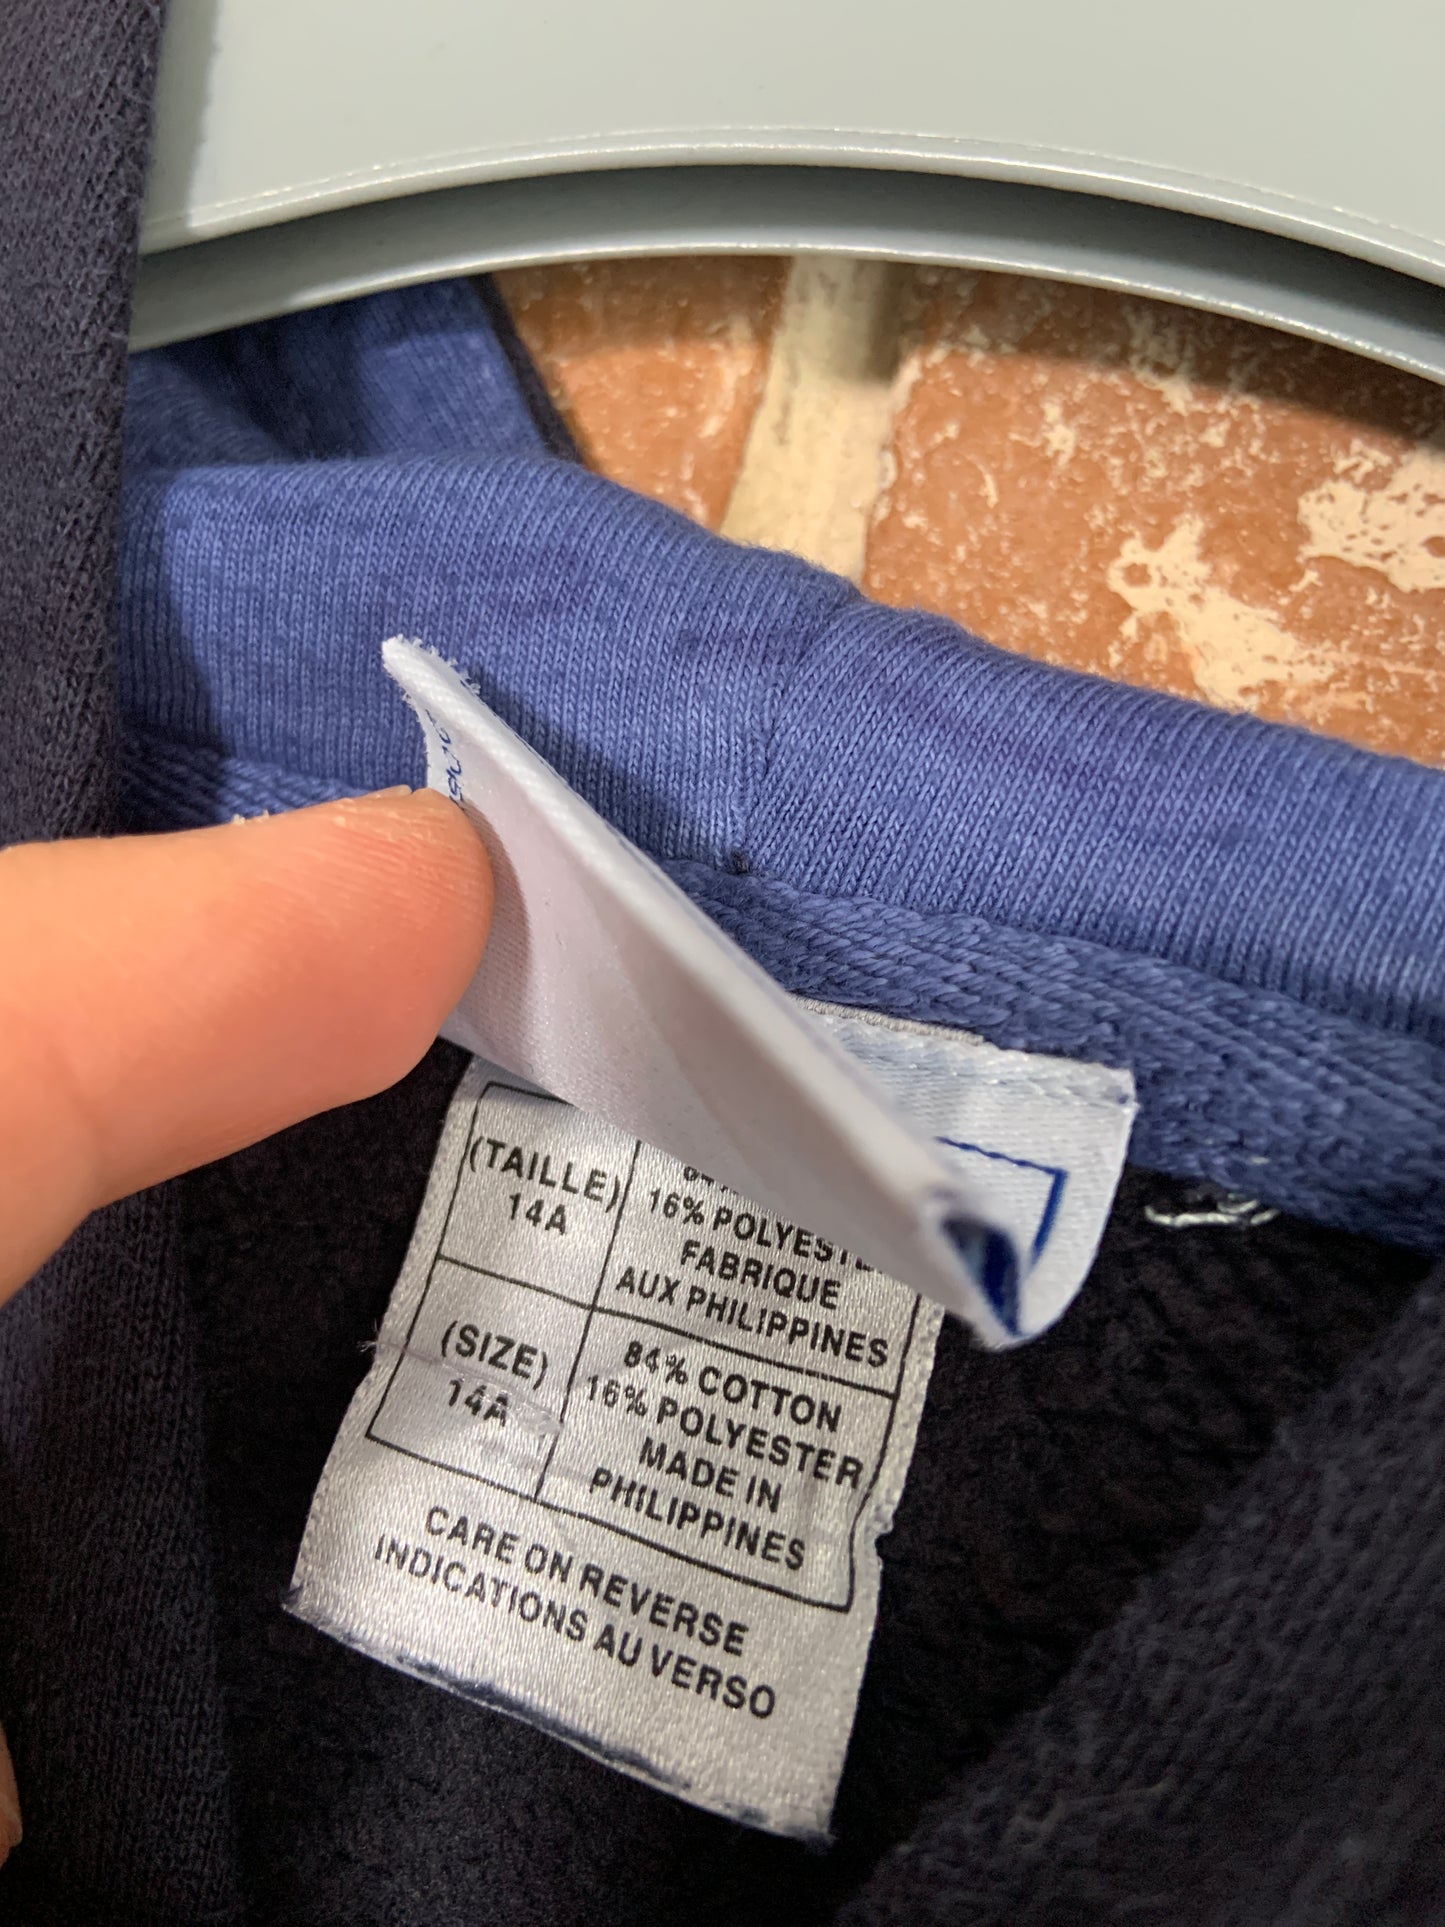 (TAILLE)
14A
16% POLYESTE
FABRIQUE
AUX PHILIPPINES
(SIZE)
14A
84% COTTON
16% POLYESTER
MADE IN
PHILIPPINES
CARE ON REVERSE
INDICATIONS AU VERSO